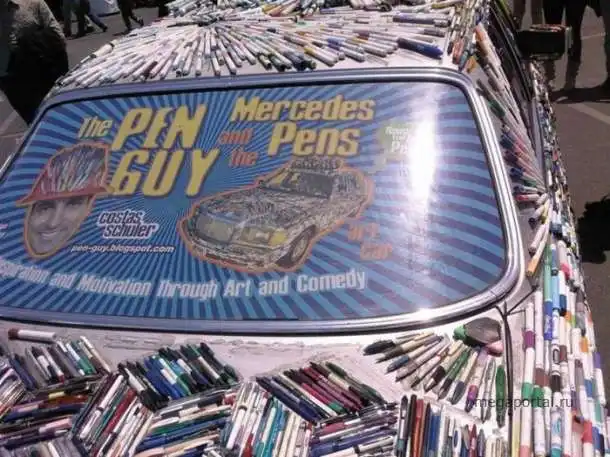 The PEN GUY and the Mercedes Pens
costas schuler
pen-guy.blogspot.com
art car
Inspiration and Motivation Through Art and Comedy
megaportal.ru